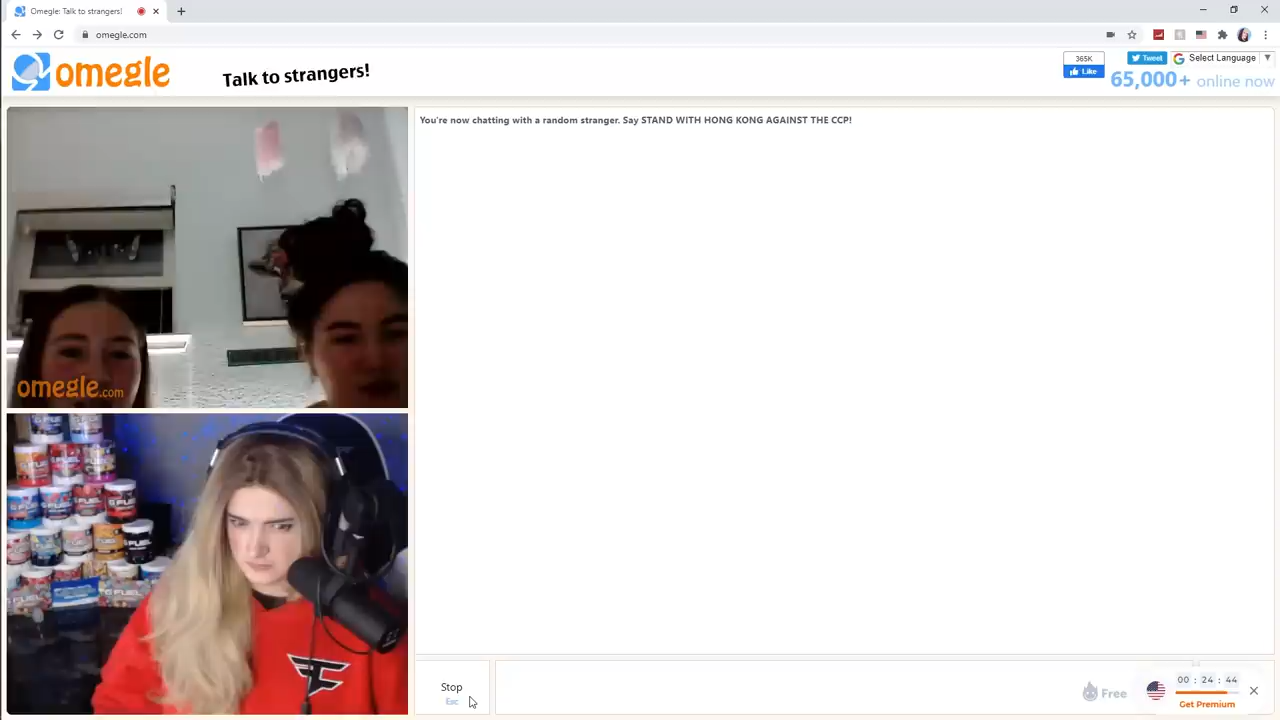 Omegle: Talk to strangers!
omegle.com
omegle
Talk to strangers!
365K
Like
Tweet
Select Language
65,000+ online now
You're now chatting with a random stranger. Say STAND WITH HONG KONG AGAINST THE CCP!
omegle.com
G FUEL
Stop
Esc
Free
00 : 24 : 44
Get Premium